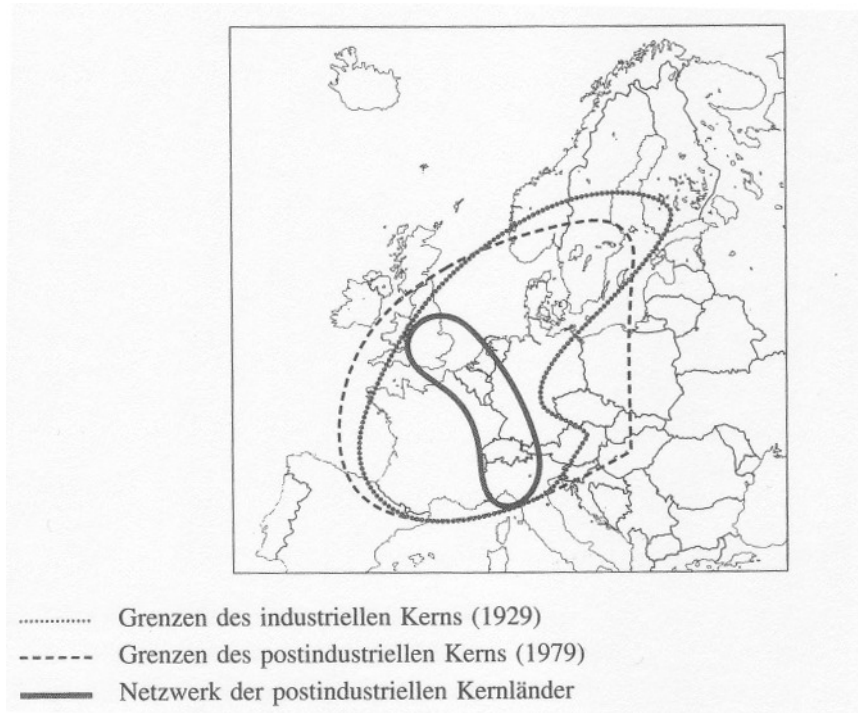 Grenzen des industriellen Kerns (1929)
Grenzen des postindustriellen Kerns (1979)
Netzwerk der postindustriellen Kernländer